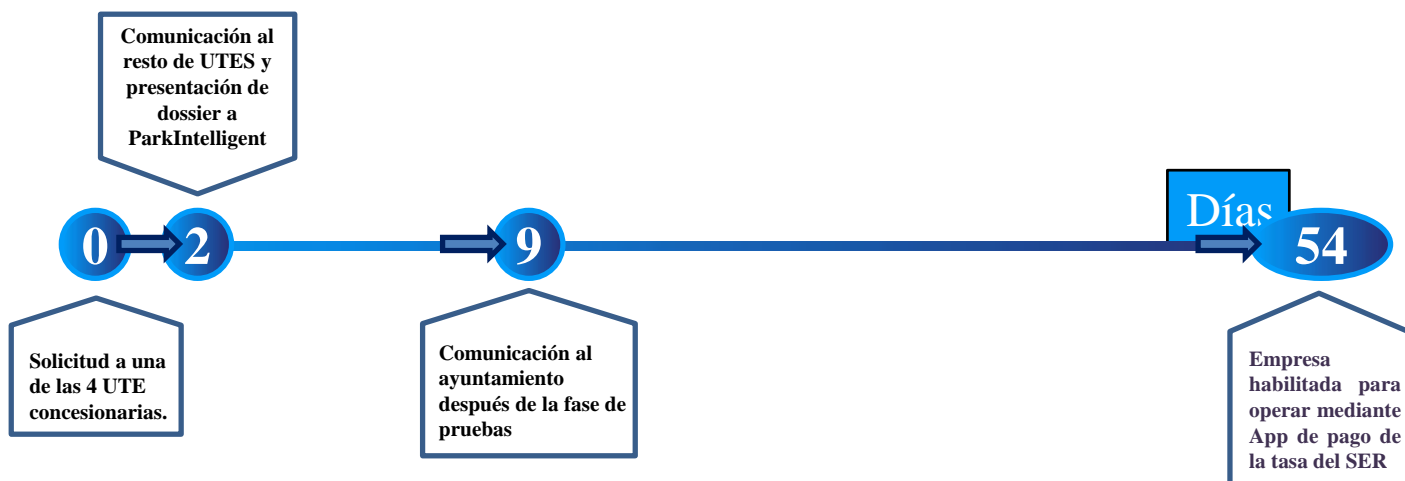 Comunicación al
resto de UTES y
presentación de
dossier a
ParkIntelligent
Días
0
2
9
54
Solicitud a una
de las 4 UTE
concesionarias.
Comunicación al
ayuntamiento
después de la fase de
pruebas
Empresa
habilitada para
operar mediante
App de pago de
la tasa del SER